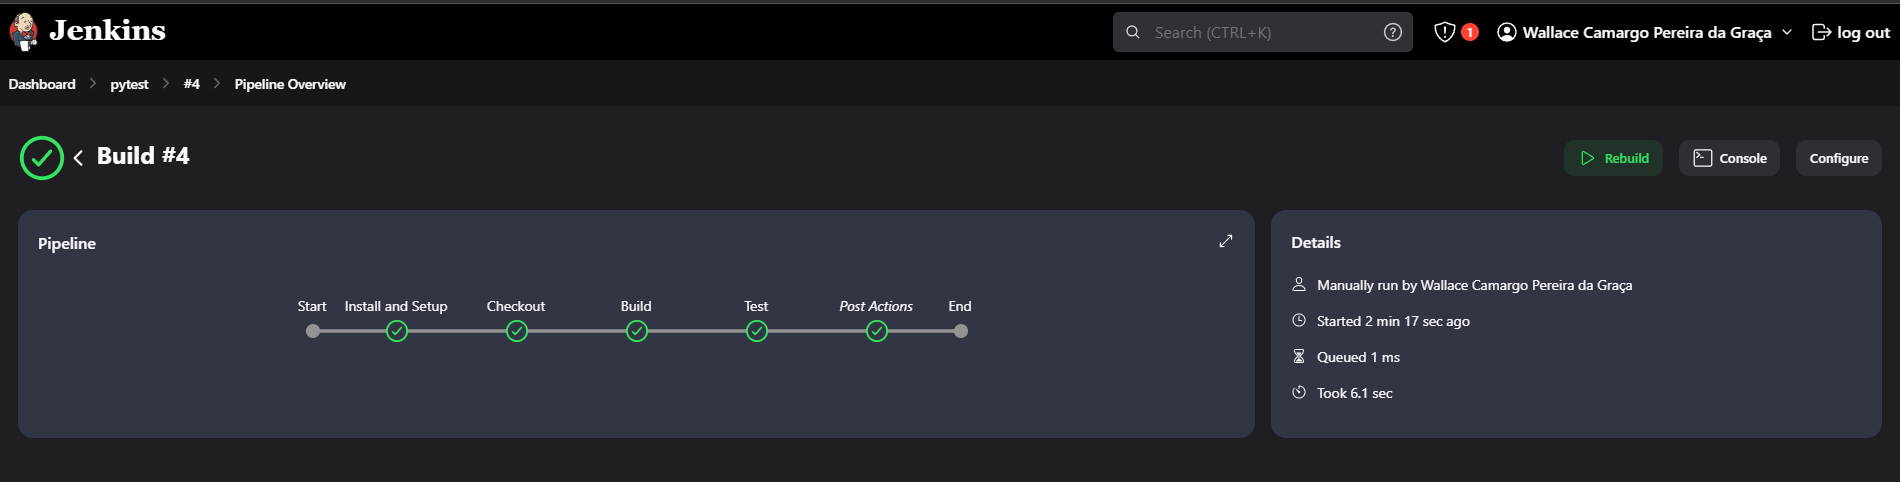 Jenkins
Search (CTRL+K)
1
Wallace Camargo Pereira da Graça
log out
Dashboard
pytest
#4
Pipeline Overview
Build #4
Rebuild
Console
Configure
Pipeline
Start
Install and Setup
Checkout
Build
Test
Post Actions
End
Details
Manually run by Wallace Camargo Pereira da Graça
Started 2 min 17 sec ago
Queued 1 ms
Took 6.1 sec